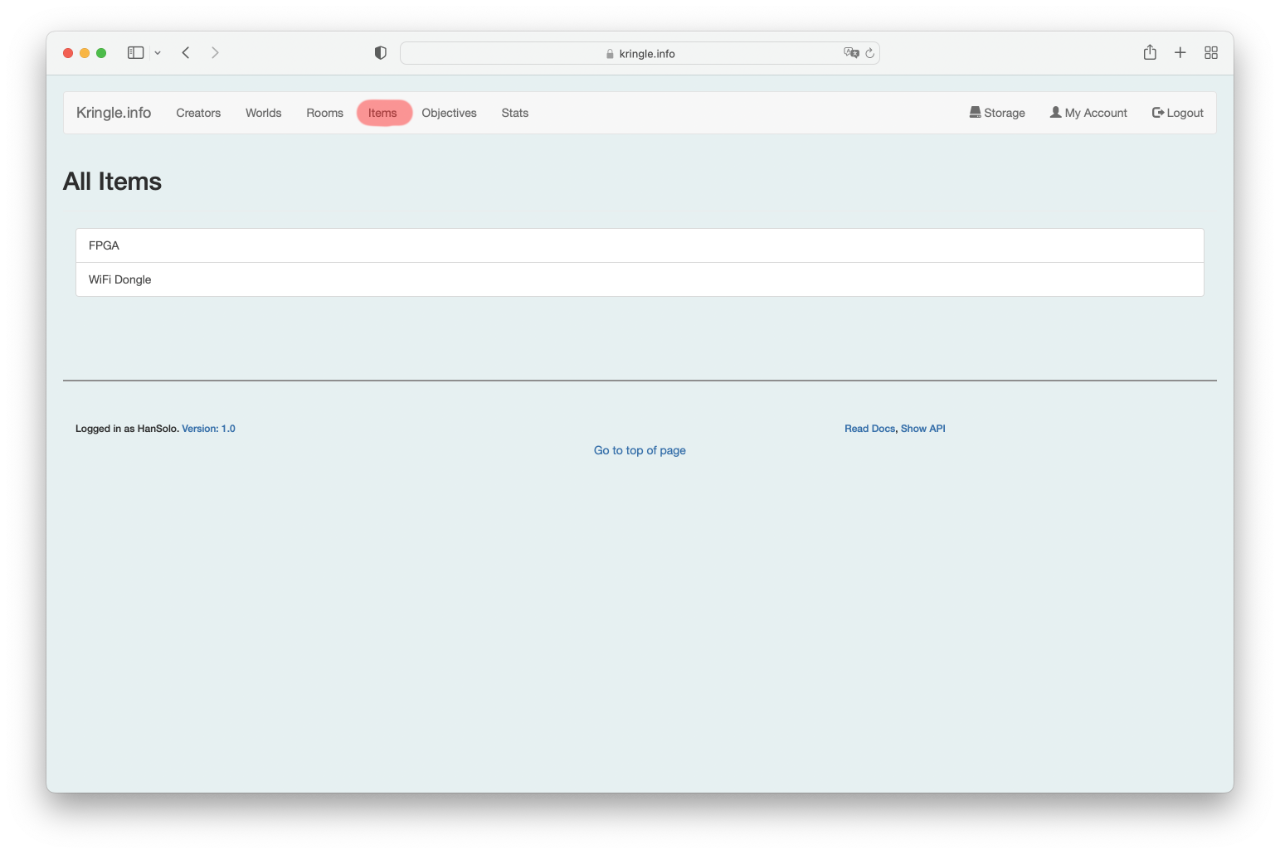 kringle.info
Kringle.info Creators Worlds Rooms Items Objectives Stats Storage My Account Logout
All Items
FPGA
WiFi Dongle
Logged in as HanSolo. Version: 1.0 Read Docs, Show API
Go to top of page